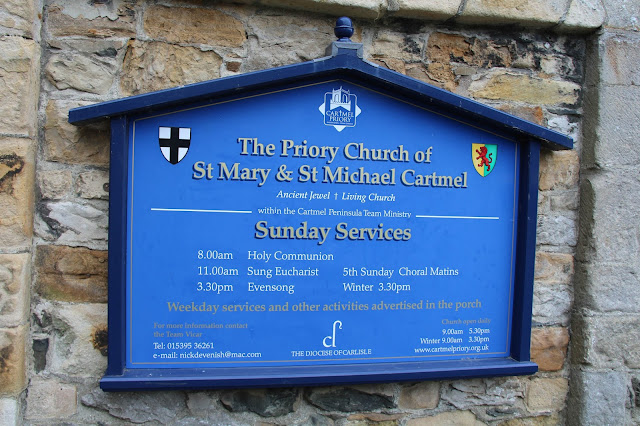 CARTMEL
PRIORY
The Priory Church of
St Mary & St Michael Cartmel
Ancient Jewel † Living Church
within the Cartmel Peninsula Team Ministry
Sunday Services
8.00am Holy Communion
11.00am Sung Eucharist 5th Sunday Choral Matins
3.30pm Evensong Winter 3.30pm
Weekday services and other activities advertised in the porch
For more Information contact
the Team Vicar
Tel: 015395 36261
e-mail: nickdevenish@mac.com
THE DIOCESE OF CARLISLE
Church open daily
9.00am 5.30pm
Winter 9.00am 3.30pm
www.cartmelpriory.org.uk